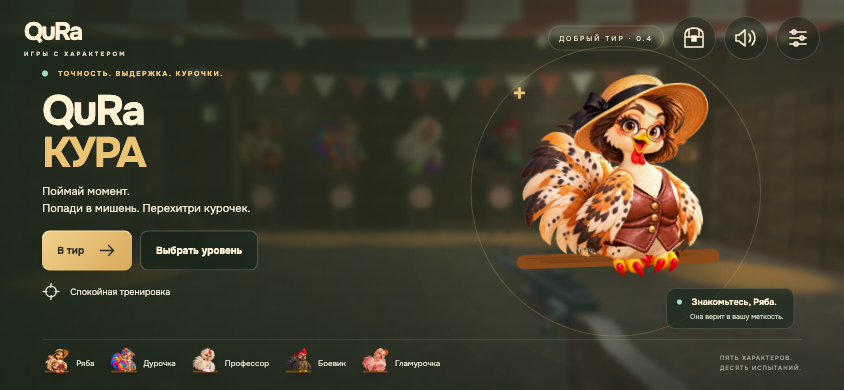 QuRa
ИГРЫ С ХАРАКТЕРОМ
ДОБРЫЙ ТИР · 0.4
ТОЧНОСТЬ. ВЫДЕРЖКА. КУРОЧКИ.
QuRa
КУРА
Поймай момент.
Попади в мишень. Перехитри курочек.
В тир →
Выбрать уровень
Спокойная тренировка
Знакомьтесь, Ряба.
Она верит в вашу меткость.
Ряба
Дурочка
Профессор
Боевик
Гламурочка
ПЯТЬ ХАРАКТЕРОВ.
ДЕСЯТЬ ИСПЫТАНИЙ.